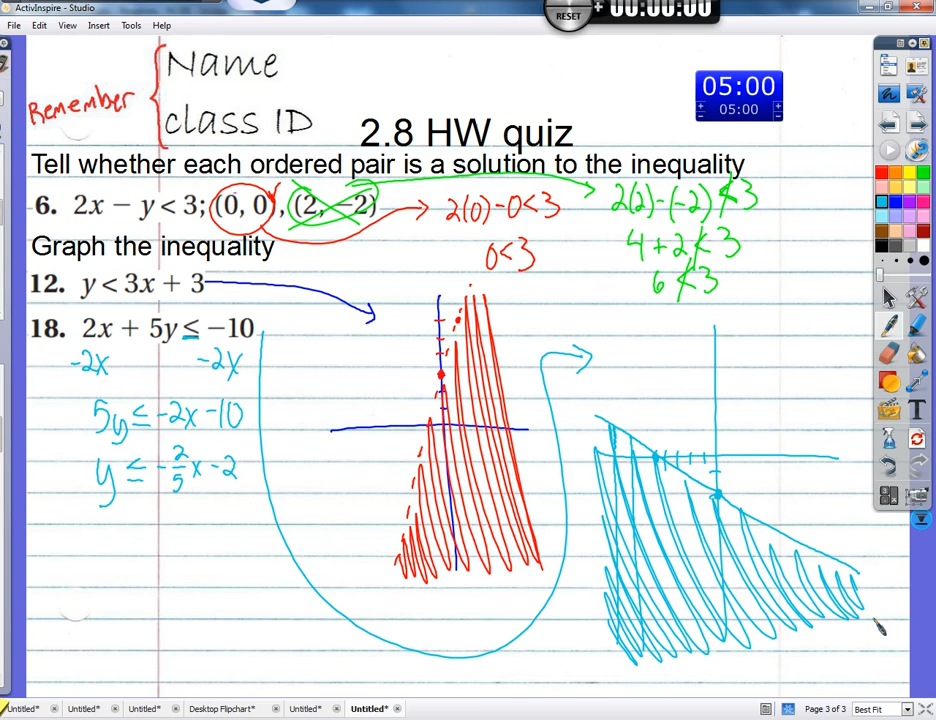 ActivInspire - Studio
RESET + 00:00:00
File Edit View Insert Tools Help
Name
Remember
class ID
05:00
05:00
2.8 HW quiz
Tell whether each ordered pair is a solution to the inequality
6. 2x − y < 3; (0, 0), (2, −2)
2(0)-0<3
2(2)-(-2)≮3
0<3
4+2≮3
6≮3
Graph the inequality
12. y < 3x + 3
18. 2x + 5y ≤ −10
-2x -2x
5y ≤ -2x -10
y ≤ -2/5x -2
Untitled* Untitled* Untitled* Desktop Flipchart* Untitled* Untitled*
Page 3 of 3 Best Fit